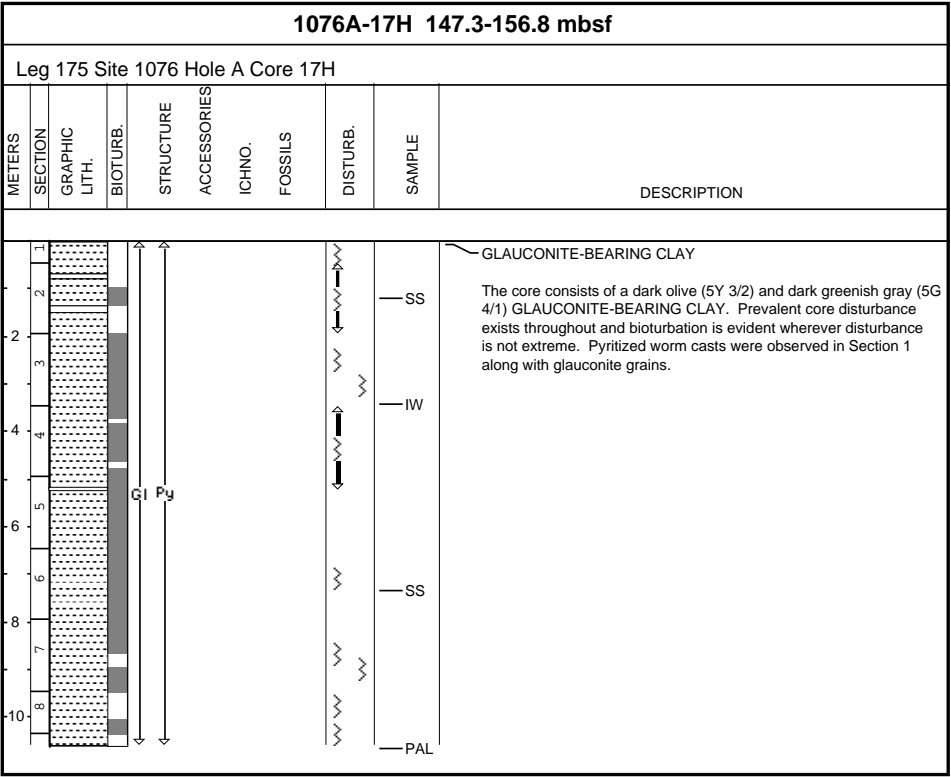 1076A-17H 147.3-156.8 mbsf
Leg 175 Site 1076 Hole A Core 17H
METERS
SECTION
GRAPHIC
LITH.
BIOTURB.
STRUCTURE
ACCESSORIES
ICHNO.
FOSSILS
DISTURB.
SAMPLE
DESCRIPTION
1
GLAUCONITE-BEARING CLAY
2
SS
The core consists of a dark olive (5Y 3/2) and dark greenish gray (5G
4/1) GLAUCONITE-BEARING CLAY. Prevalent core disturbance
exists throughout and bioturbation is evident wherever disturbance
is not extreme. Pyritized worm casts were observed in Section 1
along with glauconite grains.
2
3
IW
4
4
Gl Py
5
6
6
SS
8
7
8
10
PAL